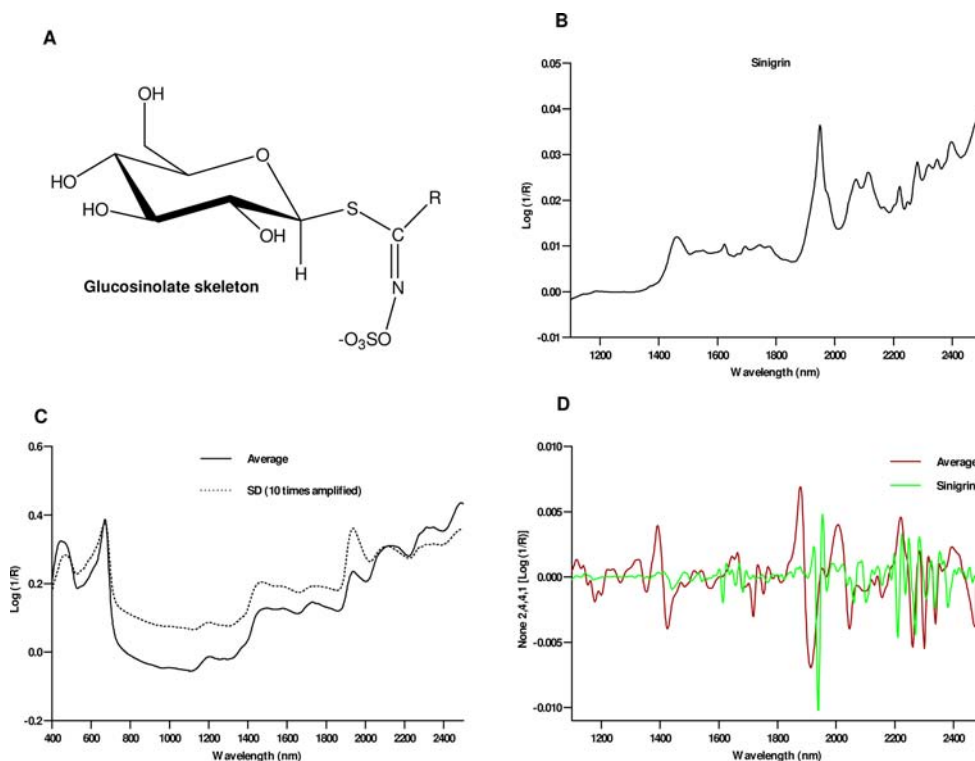 A
OH
HO
O
HO
OH
S
R
C
H
N
-O3SO
Glucosinolate skeleton
B
Sinigrin
0.05
0.04
0.03
0.02
0.01
0.00
-0.01
Log (1/R)
1200 1400 1600 1800 2000 2200 2400
Wavelength (nm)
C
Average
SD (10 times amplified)
0.6
0.4
0.2
0.0
-0.2
Log (1/R)
400 600 800 1000 1200 1400 1600 1800 2000 2200 2400
Wavelength (nm)
D
Average
Sinigrin
0.010
0.005
0.000
-0.005
-0.010
None 2,4,4,1 [Log (1/R)]
1200 1400 1600 1800 2000 2200 2400
Wavelength (nm)